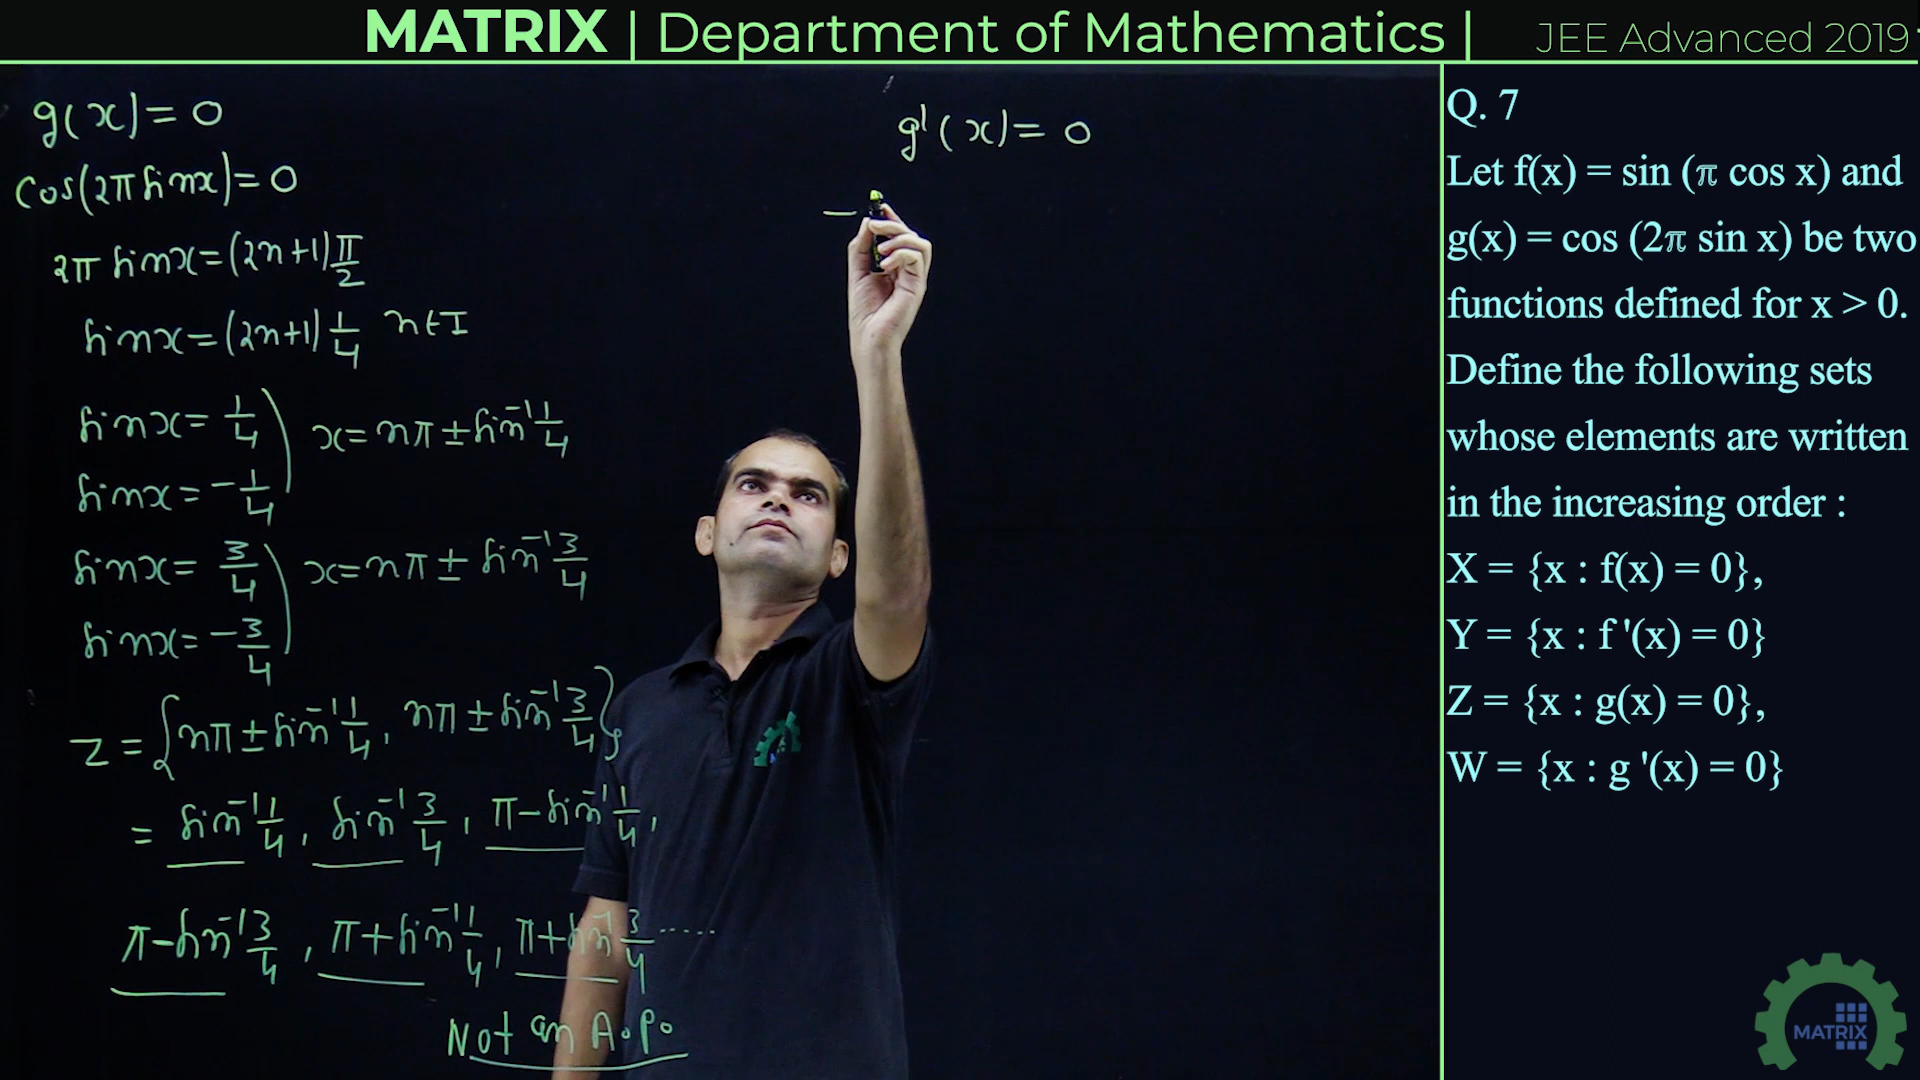 MATRIX | Department of Mathematics | JEE Advanced 2019
g(x) = 0
cos(2π sinx) = 0
2π sinx = (2n+1) π/2
sinx = (2n+1) 1/4 n∈I
sinx = 1/4
sinx = -1/4
x = nπ ± sin⁻¹ 1/4
sinx = 3/4
sinx = -3/4
x = nπ ± sin⁻¹ 3/4
Z = {nπ ± sin⁻¹ 1/4, nπ ± sin⁻¹ 3/4}
= sin⁻¹ 1/4, sin⁻¹ 3/4, π - sin⁻¹ 1/4,
π - sin⁻¹ 3/4, π + sin⁻¹ 1/4, π + sin⁻¹ 3/4 .....
Not an A.P.
g'(x) = 0
-
Q. 7
Let f(x) = sin (π cos x) and
g(x) = cos (2π sin x) be two
functions defined for x > 0.
Define the following sets
whose elements are written
in the increasing order :
X = {x : f(x) = 0},
Y = {x : f '(x) = 0}
Z = {x : g(x) = 0},
W = {x : g '(x) = 0}
MATRIX